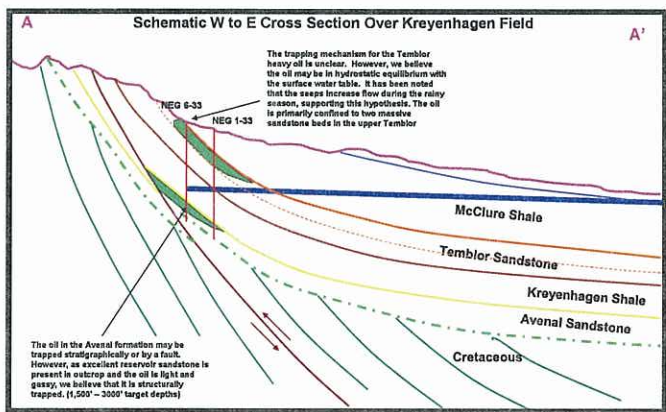 A
Schematic W to E Cross Section Over Kreyenhagen Field
A'
The trapping mechanism for the Temblor
heavy oil is unclear. However, we believe
the oil may be in hydrostatic equilibrium with
the surface water table. It has been noted
that the seeps increase flow during the rainy
season, supporting this hypothesis. The oil
is primarily confined to two massive
sandstone beds in the upper Temblor
NEG 6-33
NEG 1-33
McClure Shale
Temblor Sandstone
Kreyenhagen Shale
Avenal Sandstone
Cretaceous
The oil in the Avenal formation may be
trapped stratigraphically or by a fault.
However, as excellent reservoir sandstone is
present in outcrop and the oil is light and
gassy, we believe that it is structurally
trapped. (1,500' – 3000' target depths)